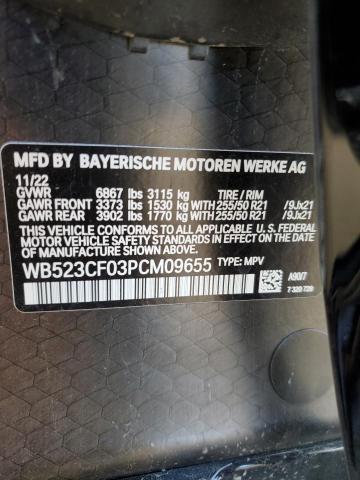 MFD BY BAYERISCHE MOTOREN WERKE AG
11/22
GVWR 6867 lbs 3115 kg TIRE / RIM
GAWR FRONT 3373 lbs 1530 kg WITH 255/50 R21 /9Jx21
GAWR REAR 3902 lbs 1770 kg WITH 255/50 R21 /9Jx21
THIS VEHICLE CONFORMS TO ALL APPLICABLE U.S. FEDERAL
MOTOR VEHICLE SAFETY STANDARDS IN EFFECT ON THE DATE
OF MANUFACTURE SHOWN ABOVE.
WB523CF03PCM09655 TYPE: MPV
A90/7
7 320 729